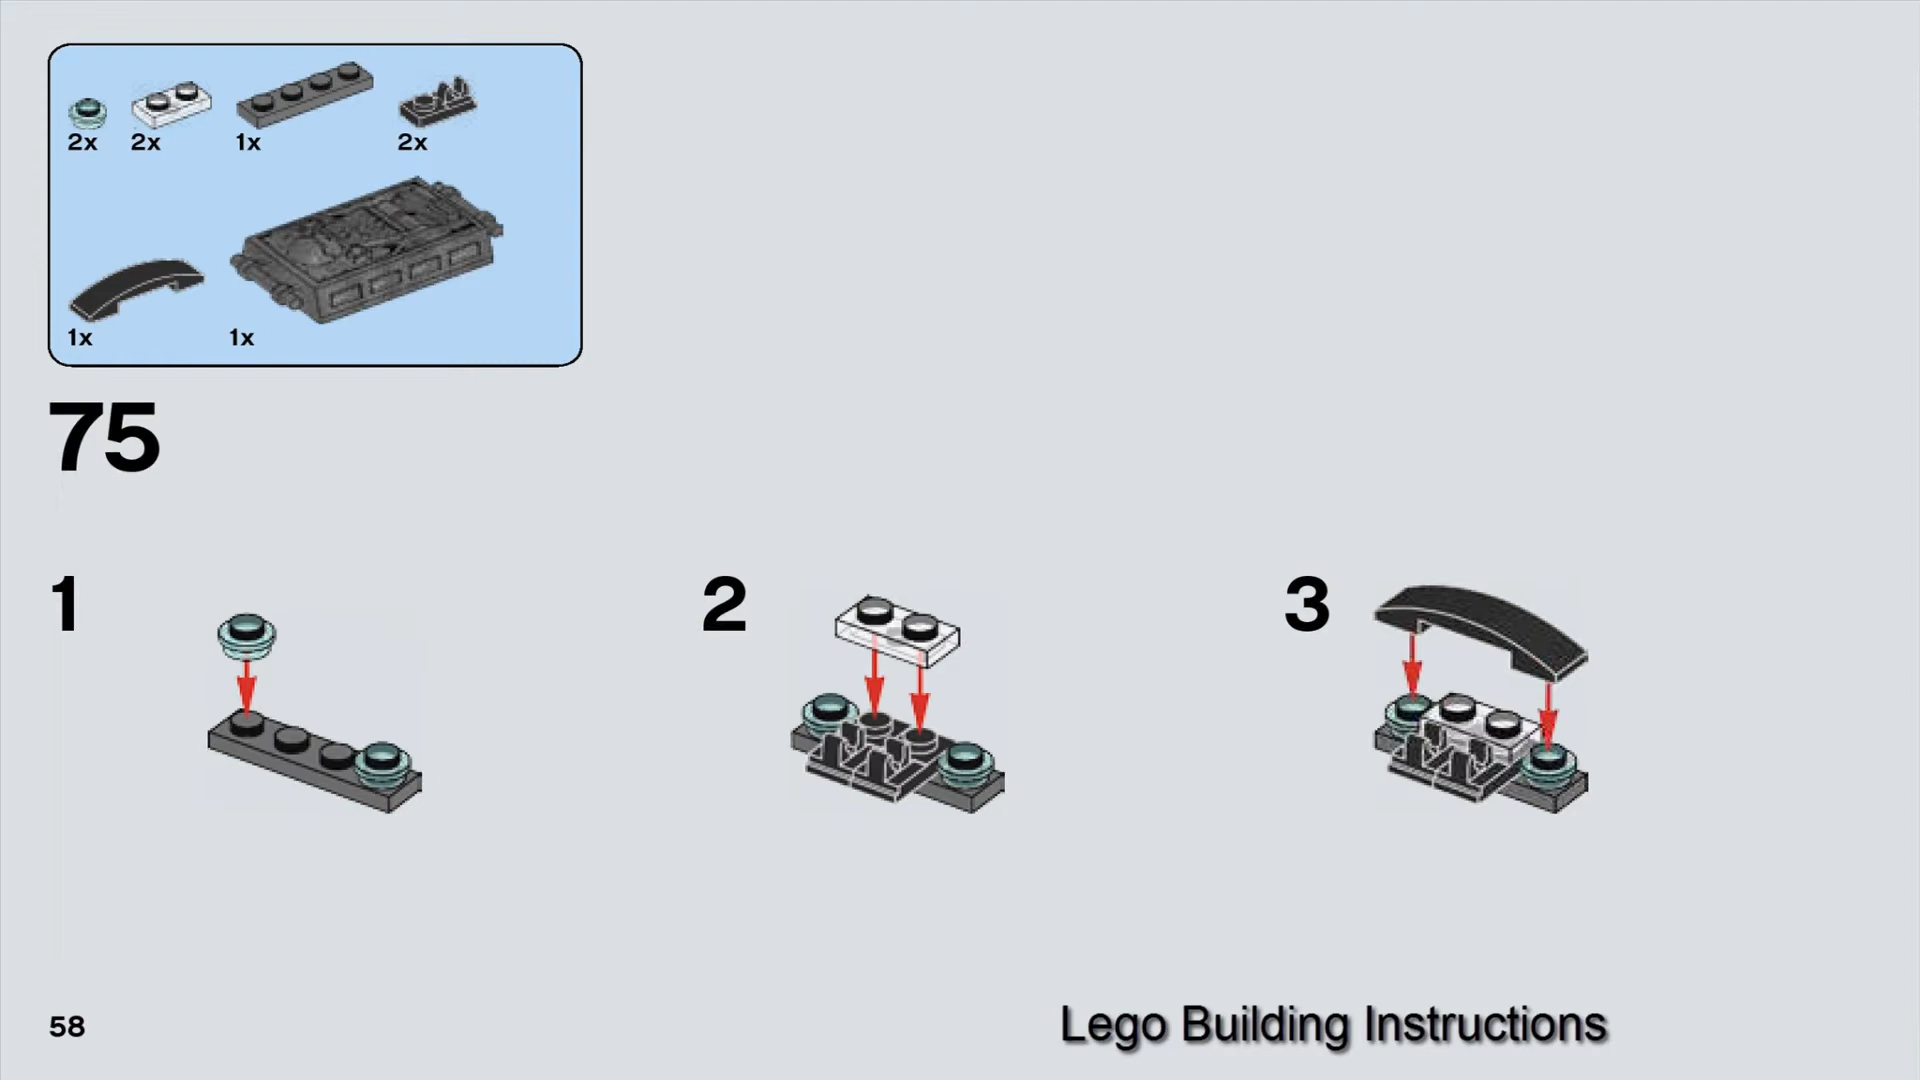 2x 2x 1x 2x
1x 1x
75
1 2 3
58
Lego Building Instructions